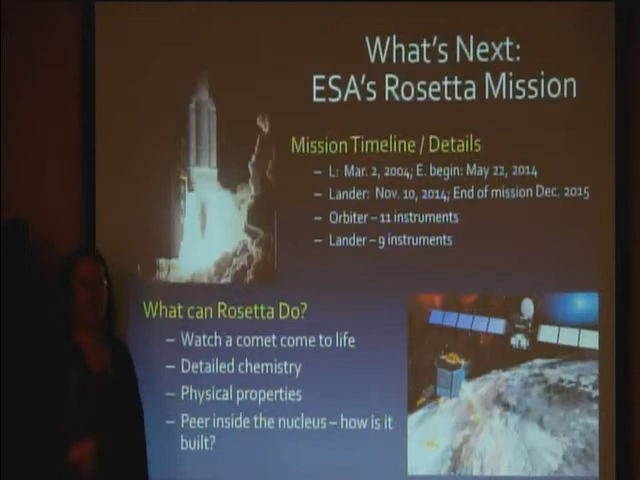 What's Next:
ESA's Rosetta Mission
Mission Timeline / Details
– L: Mar. 2, 2004; E. begin: May 22, 2014
– Lander: Nov. 10, 2014; End of mission Dec. 2015
– Orbiter – 11 instruments
– Lander – 9 instruments
What can Rosetta Do?
– Watch a comet come to life
– Detailed chemistry
– Physical properties
– Peer inside the nucleus – how is it
built?